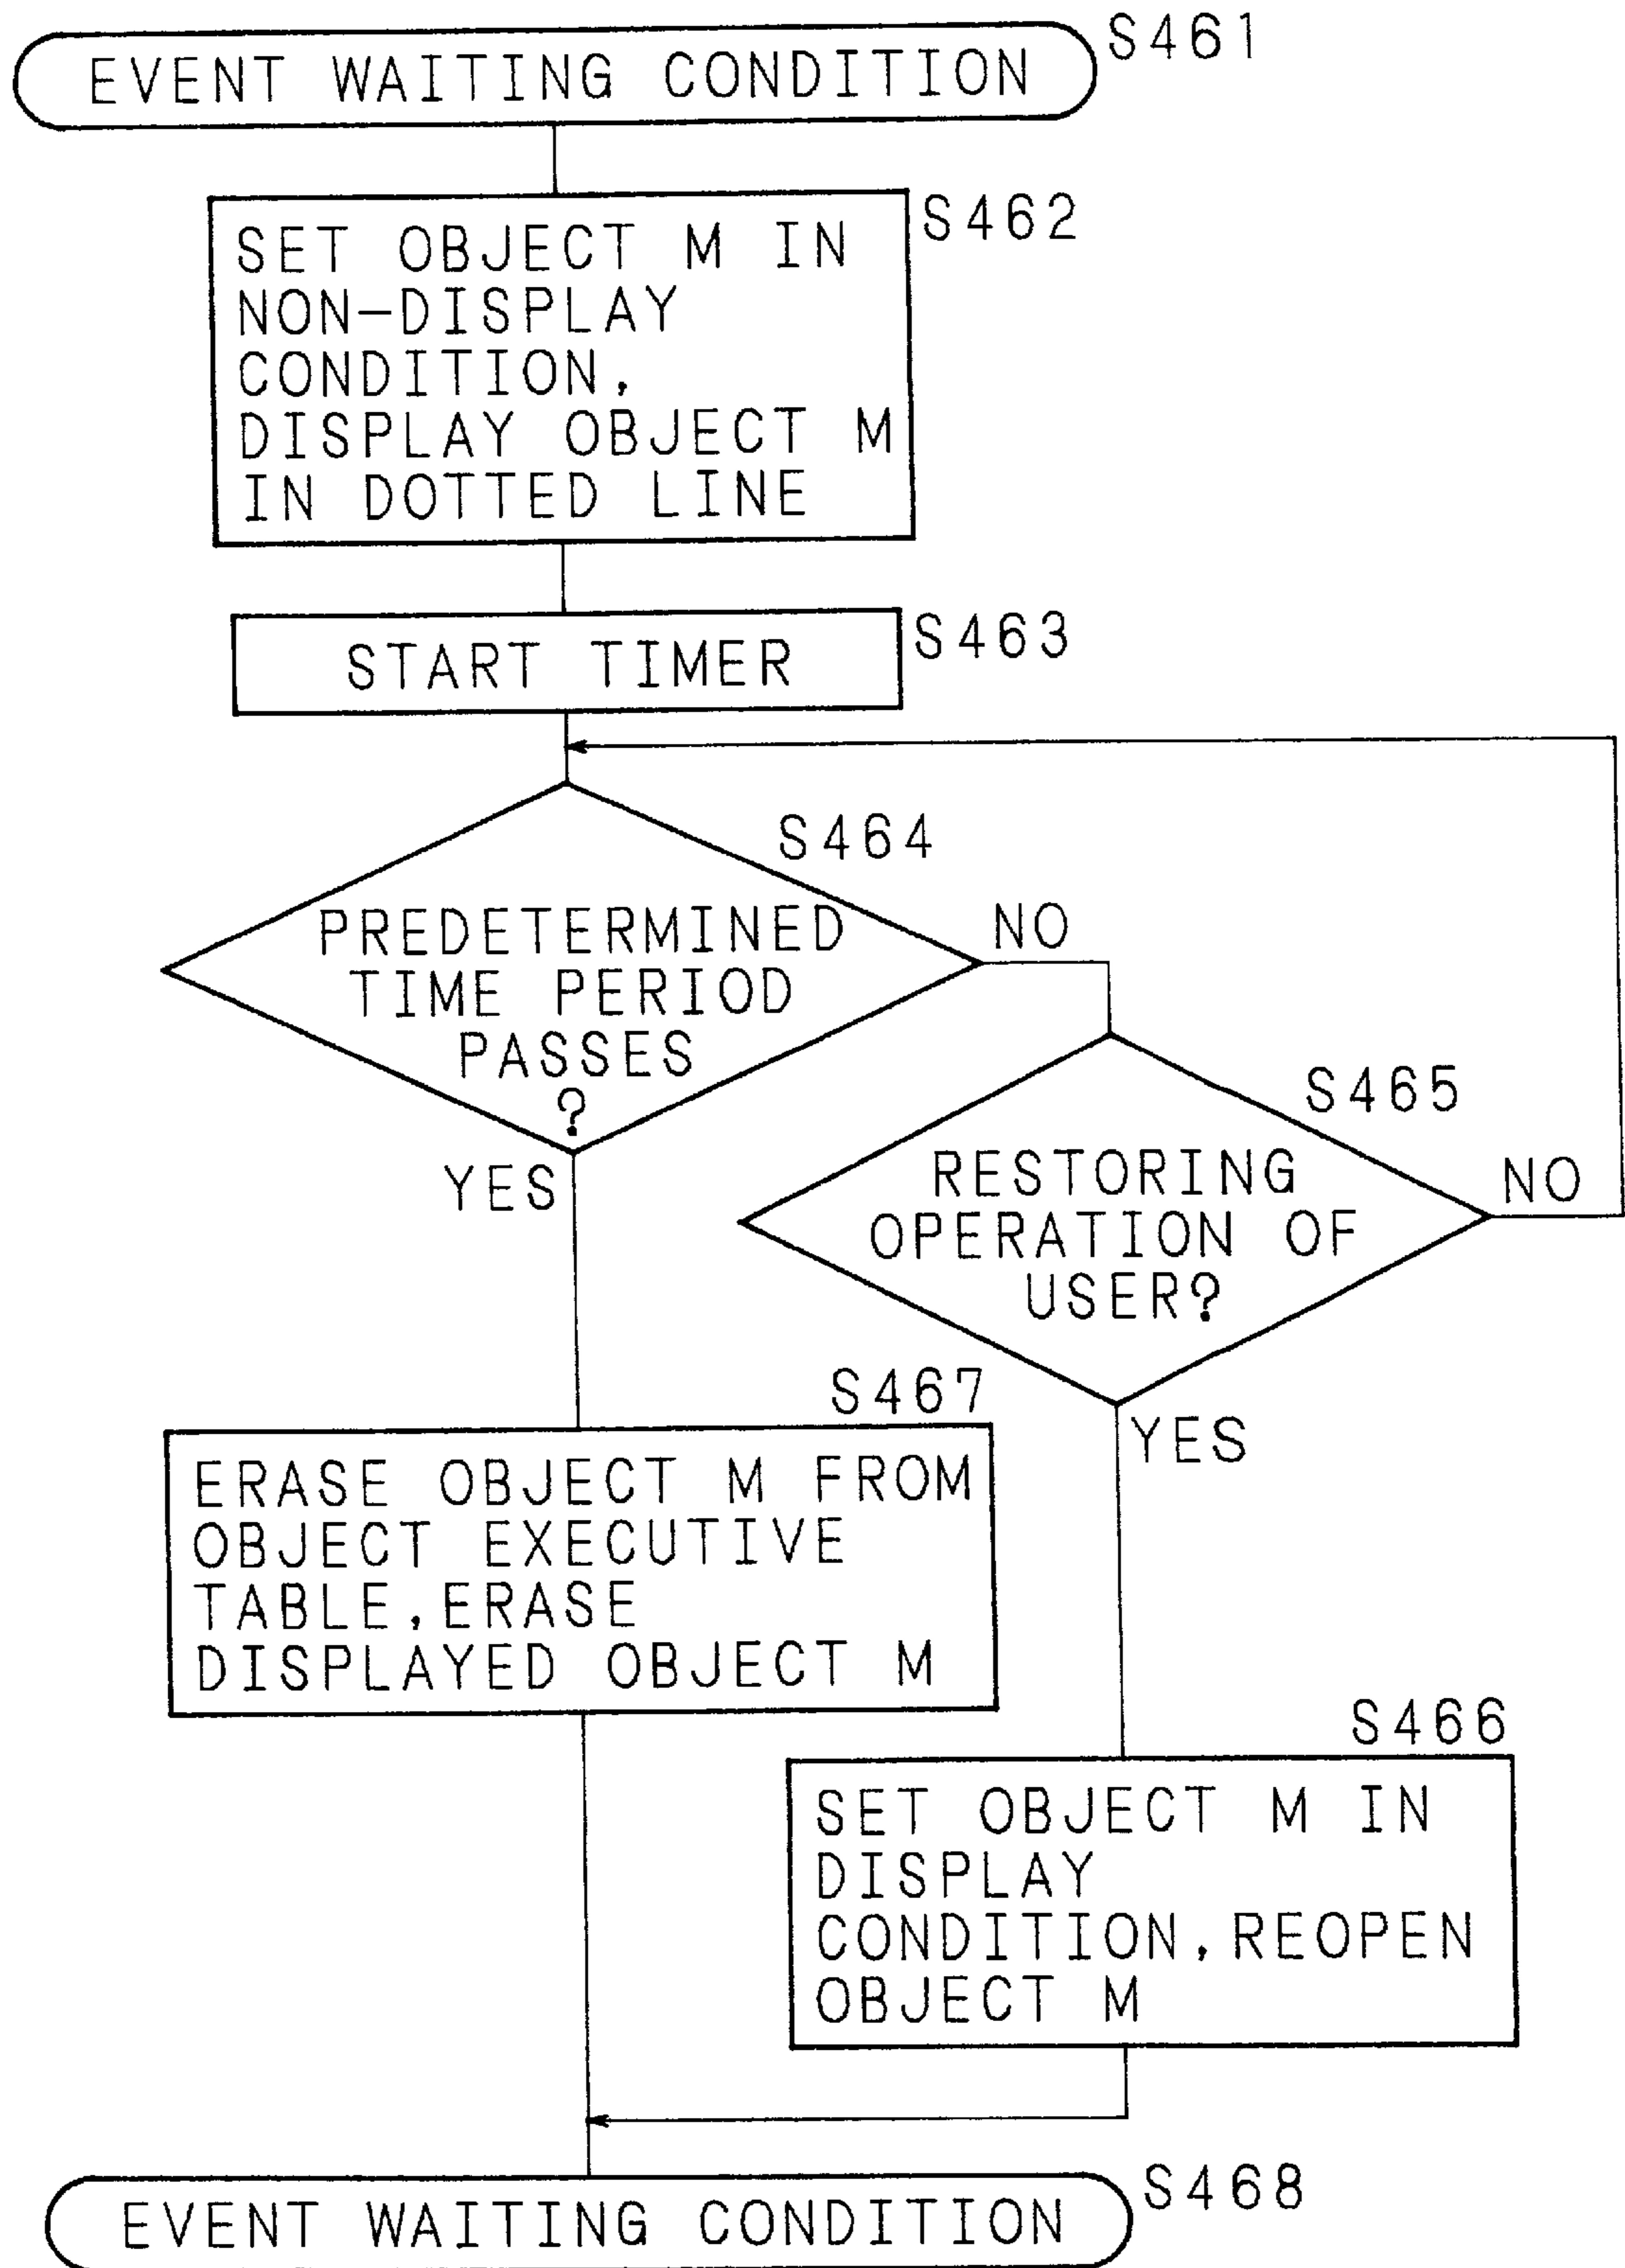 EVENT WAITING CONDITION
S461
SET OBJECT M IN
NON-DISPLAY
CONDITION,
DISPLAY OBJECT M
IN DOTTED LINE
S462
START TIMER
S463
S464
PREDETERMINED
TIME PERIOD
PASSES
?
NO
YES
S465
RESTORING
OPERATION OF
USER?
NO
YES
S467
ERASE OBJECT M FROM
OBJECT EXECUTIVE
TABLE,ERASE
DISPLAYED OBJECT M
S466
SET OBJECT M IN
DISPLAY
CONDITION,REOPEN
OBJECT M
EVENT WAITING CONDITION
S468